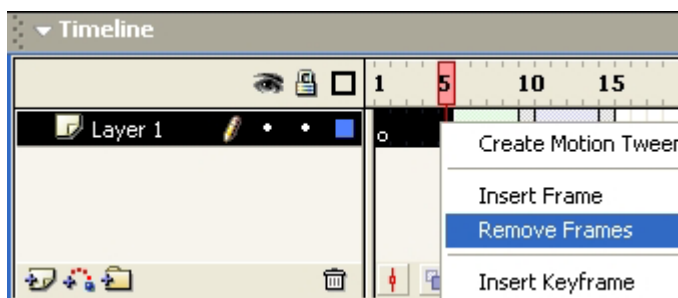 Timeline
1 5 10 15
Layer 1
Create Motion Tween
Insert Frame
Remove Frames
Insert Keyframe